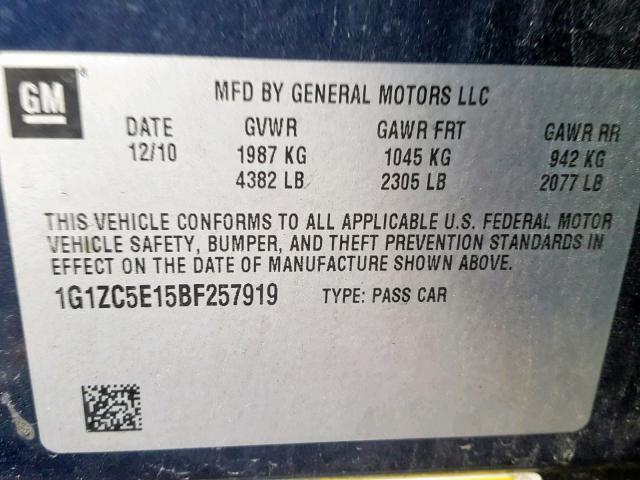 GM®
MFD BY GENERAL MOTORS LLC
DATE GVWR GAWR FRT GAWR RR
12/10 1987 KG 1045 KG 942 KG
4382 LB 2305 LB 2077 LB
THIS VEHICLE CONFORMS TO ALL APPLICABLE U.S. FEDERAL MOTOR
VEHICLE SAFETY, BUMPER, AND THEFT PREVENTION STANDARDS IN
EFFECT ON THE DATE OF MANUFACTURE SHOWN ABOVE.
1G1ZC5E15BF257919 TYPE: PASS CAR